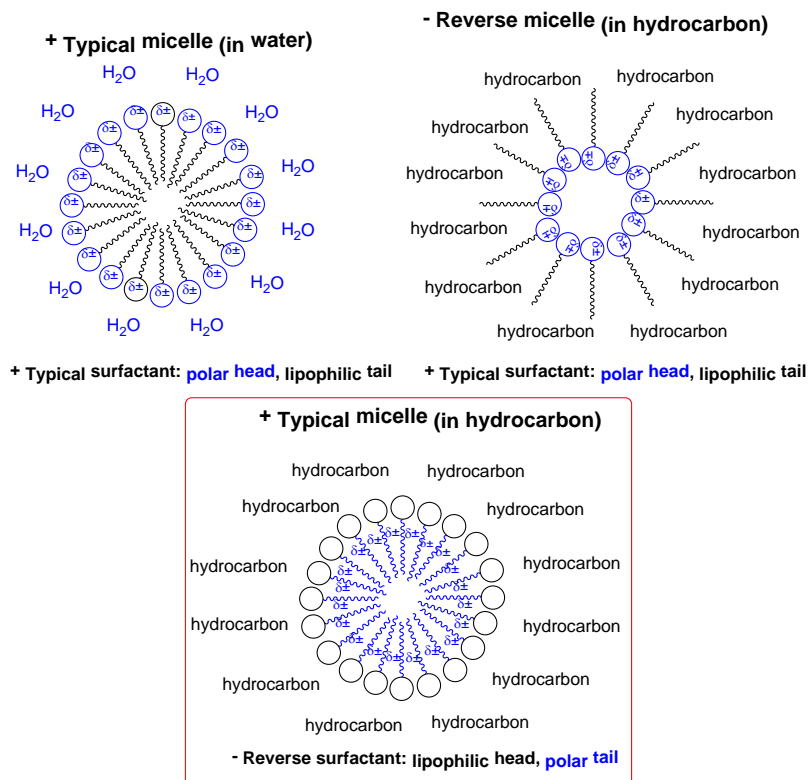 + Typical micelle (in water)
H2O H2O
H2O H2O
H2O H2O
H2O H2O
H2O H2O
H2O H2O
δ± δ± δ± δ± δ± δ± δ± δ± δ± δ± δ± δ± δ± δ± δ± δ± δ± δ± δ± δ±
+ Typical surfactant: polar head, lipophilic tail
- Reverse micelle (in hydrocarbon)
hydrocarbon hydrocarbon
hydrocarbon hydrocarbon
hydrocarbon hydrocarbon
hydrocarbon hydrocarbon
hydrocarbon hydrocarbon
hydrocarbon hydrocarbon
δ± δ± δ± δ± δ± δ± δ± δ± δ± δ± δ± δ±
+ Typical surfactant: polar head, lipophilic tail
+ Typical micelle (in hydrocarbon)
hydrocarbon hydrocarbon
hydrocarbon hydrocarbon
hydrocarbon hydrocarbon
hydrocarbon hydrocarbon
hydrocarbon hydrocarbon
hydrocarbon hydrocarbon
δ± δ± δ± δ± δ± δ± δ± δ± δ± δ± δ± δ± δ± δ± δ± δ± δ± δ± δ±
- Reverse surfactant: lipophilic head, polar tail